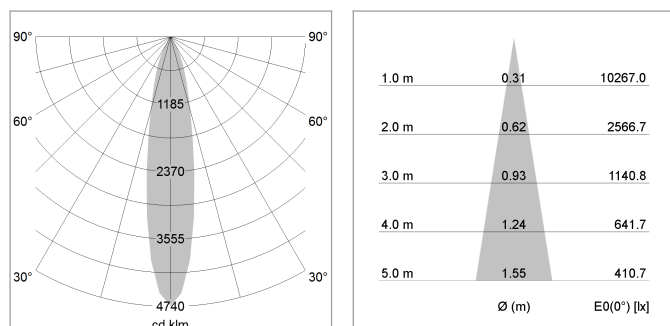 90° 90°
1185
60° 60°
2370
3555
30° 30°
4740
cd klm
1.0 m 0.31 10267.0
2.0 m 0.62 2566.7
3.0 m 0.93 1140.8
4.0 m 1.24 641.7
5.0 m 1.55 410.7
Ø (m) E0(0°) [lx]